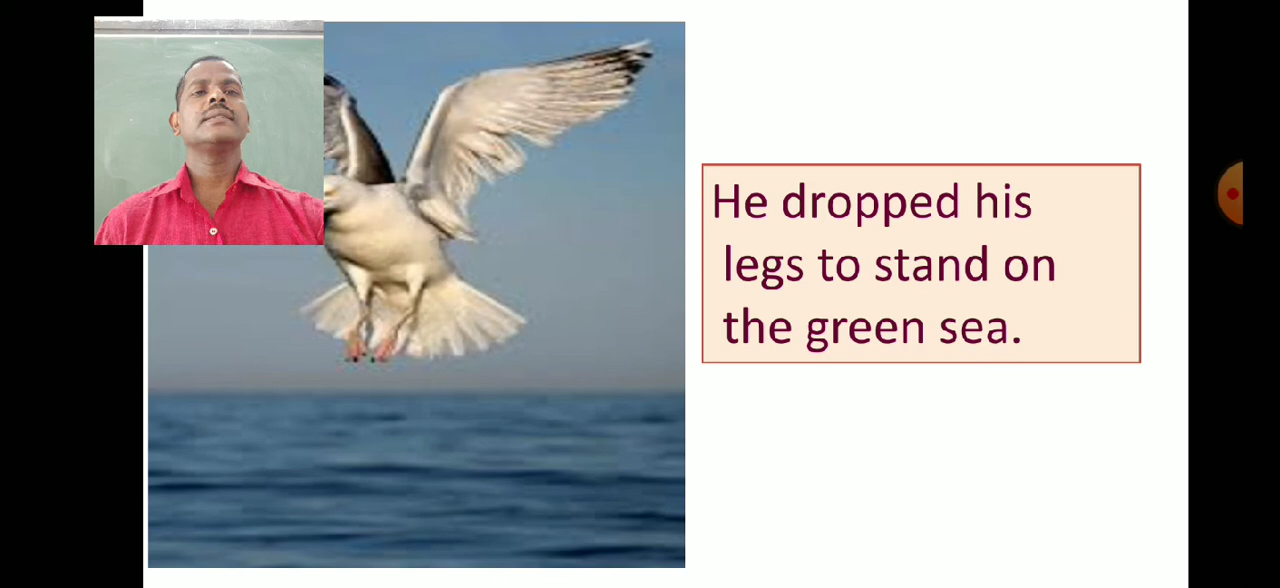 He dropped his
legs to stand on
the green sea.